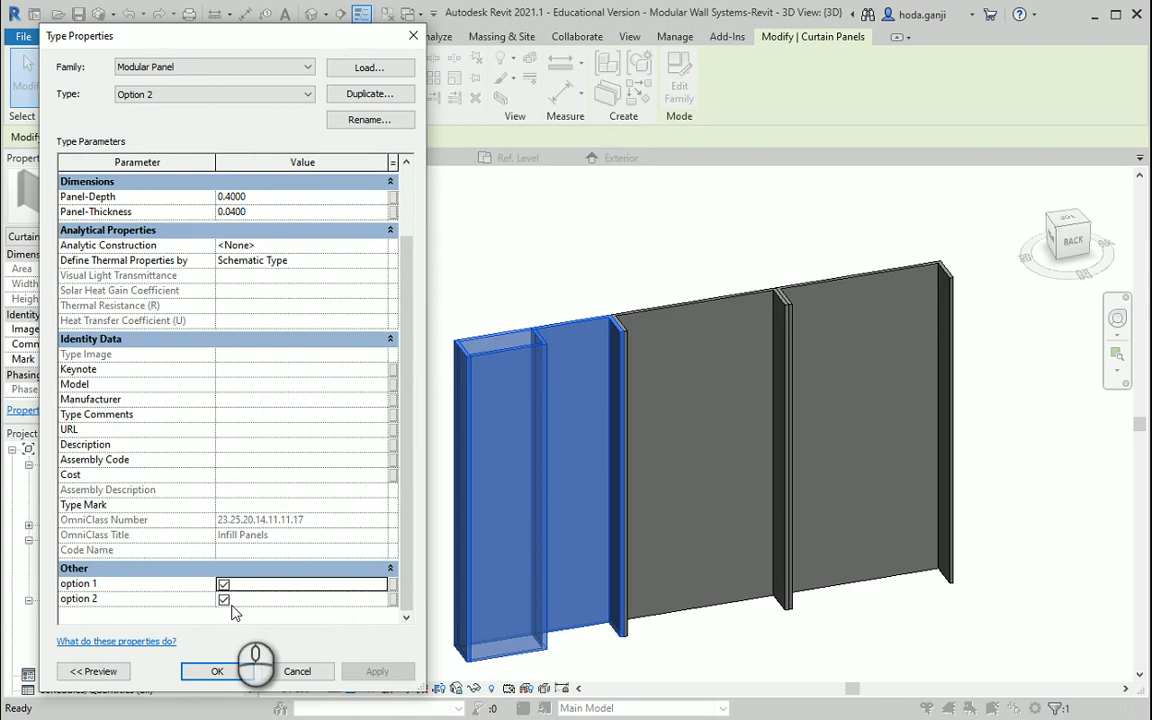 Autodesk Revit 2021.1 - Educational Version - Modular Wall Systems-Revit - 3D View: {3D}
hoda.ganji
Type Properties
File
Analyze
Massing & Site
Collaborate
View
Manage
Add-Ins
Modify | Curtain Panels
Family:
Modular Panel
Load...
Type:
Option 2
Duplicate...
Rename...
Modify
Edit
Family
Select
View
Measure
Create
Mode
Type Parameters
Parameter
Value
=
Ref. Level
Exterior
Dimensions
Panel-Depth
0.4000
Panel-Thickness
0.0400
Analytical Properties
Analytic Construction
<None>
Define Thermal Properties by
Schematic Type
Visual Light Transmittance
Solar Heat Gain Coefficient
Thermal Resistance (R)
Heat Transfer Coefficient (U)
Identity Data
Type Image
Keynote
Model
Manufacturer
Type Comments
URL
Description
Assembly Code
Cost
Assembly Description
Type Mark
OmniClass Number
23.25.20.14.11.11.17
OmniClass Title
Infill Panels
Code Name
Other
option 1
option 2
What do these properties do?
<< Preview
OK
Cancel
Apply
TOP
BACK
Area
Ready
:0
Main Model
:1